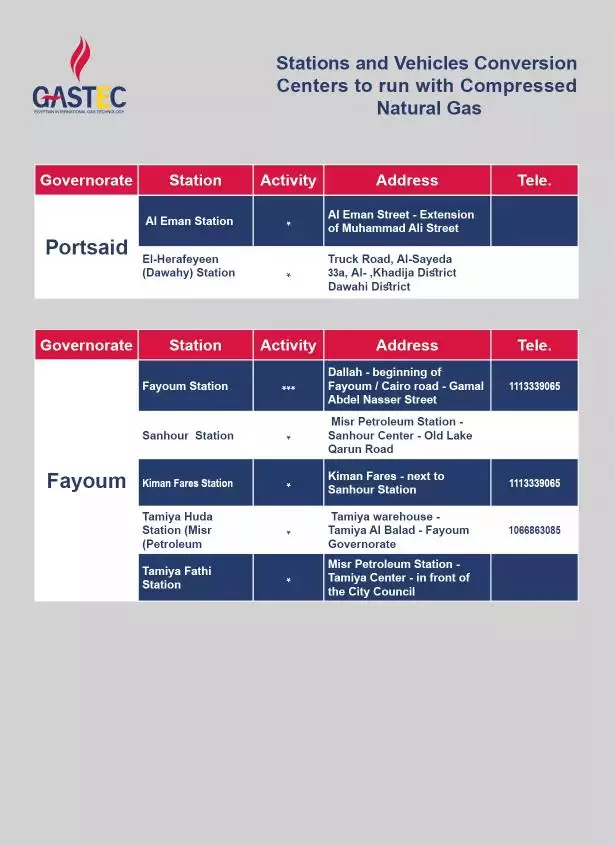 Stations and Vehicles Conversion
Centers to run with Compressed
Natural Gas
GASTEC
EGYPTIAN INTERNATIONAL GAS TECHNOLOGY
Governorate Station Activity Address Tele.
Portsaid
Al Eman Station * Al Eman Street - Extension
of Muhammad Ali Street
El-Herafeyeen
(Dawahy) Station * Truck Road, Al-Sayeda
33a, Al- ,Khadija District
Dawahi District
Governorate Station Activity Address Tele.
Fayoum
Fayoum Station *** Dallah - beginning of
Fayoum / Cairo road - Gamal
Abdel Nasser Street
1113339065
Sanhour Station * Misr Petroleum Station -
Sanhour Center - Old Lake
Qarun Road
Kiman Fares Station * Kiman Fares - next to
Sanhour Station
1113339065
Tamiya Huda
Station (Misr
(Petroleum * Tamiya warehouse -
Tamiya Al Balad - Fayoum
Governorate
1066863085
Tamiya Fathi
Station * Misr Petroleum Station -
Tamiya Center - in front of
the City Council